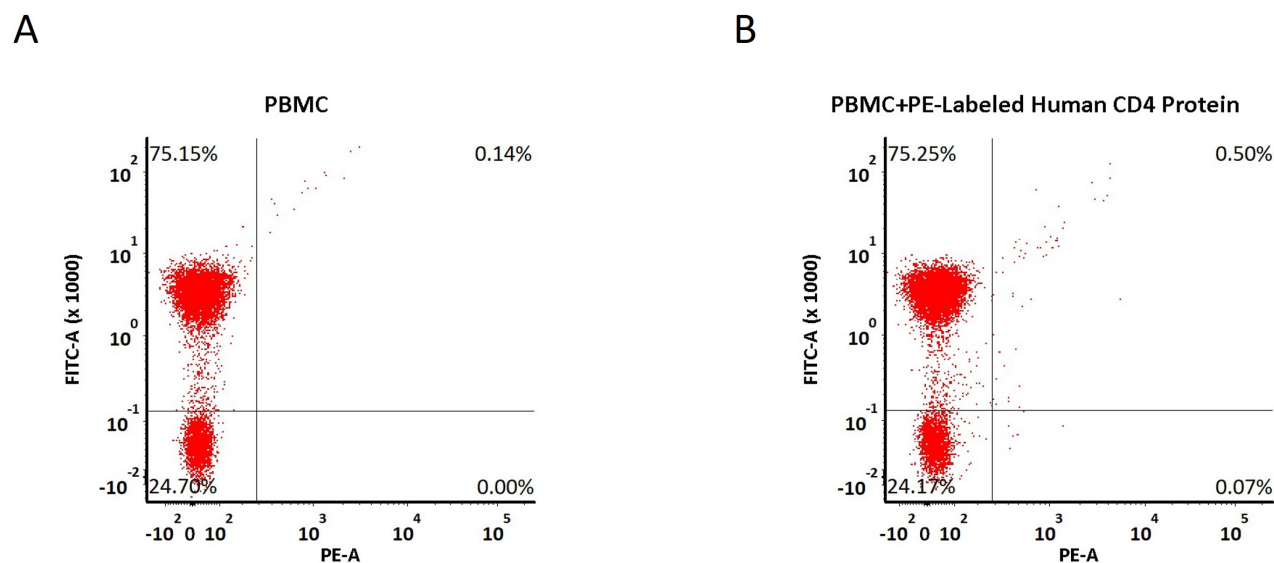 A
B
PBMC
PBMC+PE-Labeled Human CD4 Protein
75.15%
0.14%
75.25%
0.50%
10^2
10^1
10^0
10^-1
-10^-2
10^2
10^1
10^0
10^-1
-10^-2
FITC-A (x 1000)
FITC-A (x 1000)
24.70%
0.00%
24.17%
0.07%
-10^2 0 10^2 10^3 10^4 10^5
-10^2 0 10^2 10^3 10^4 10^5
PE-A
PE-A